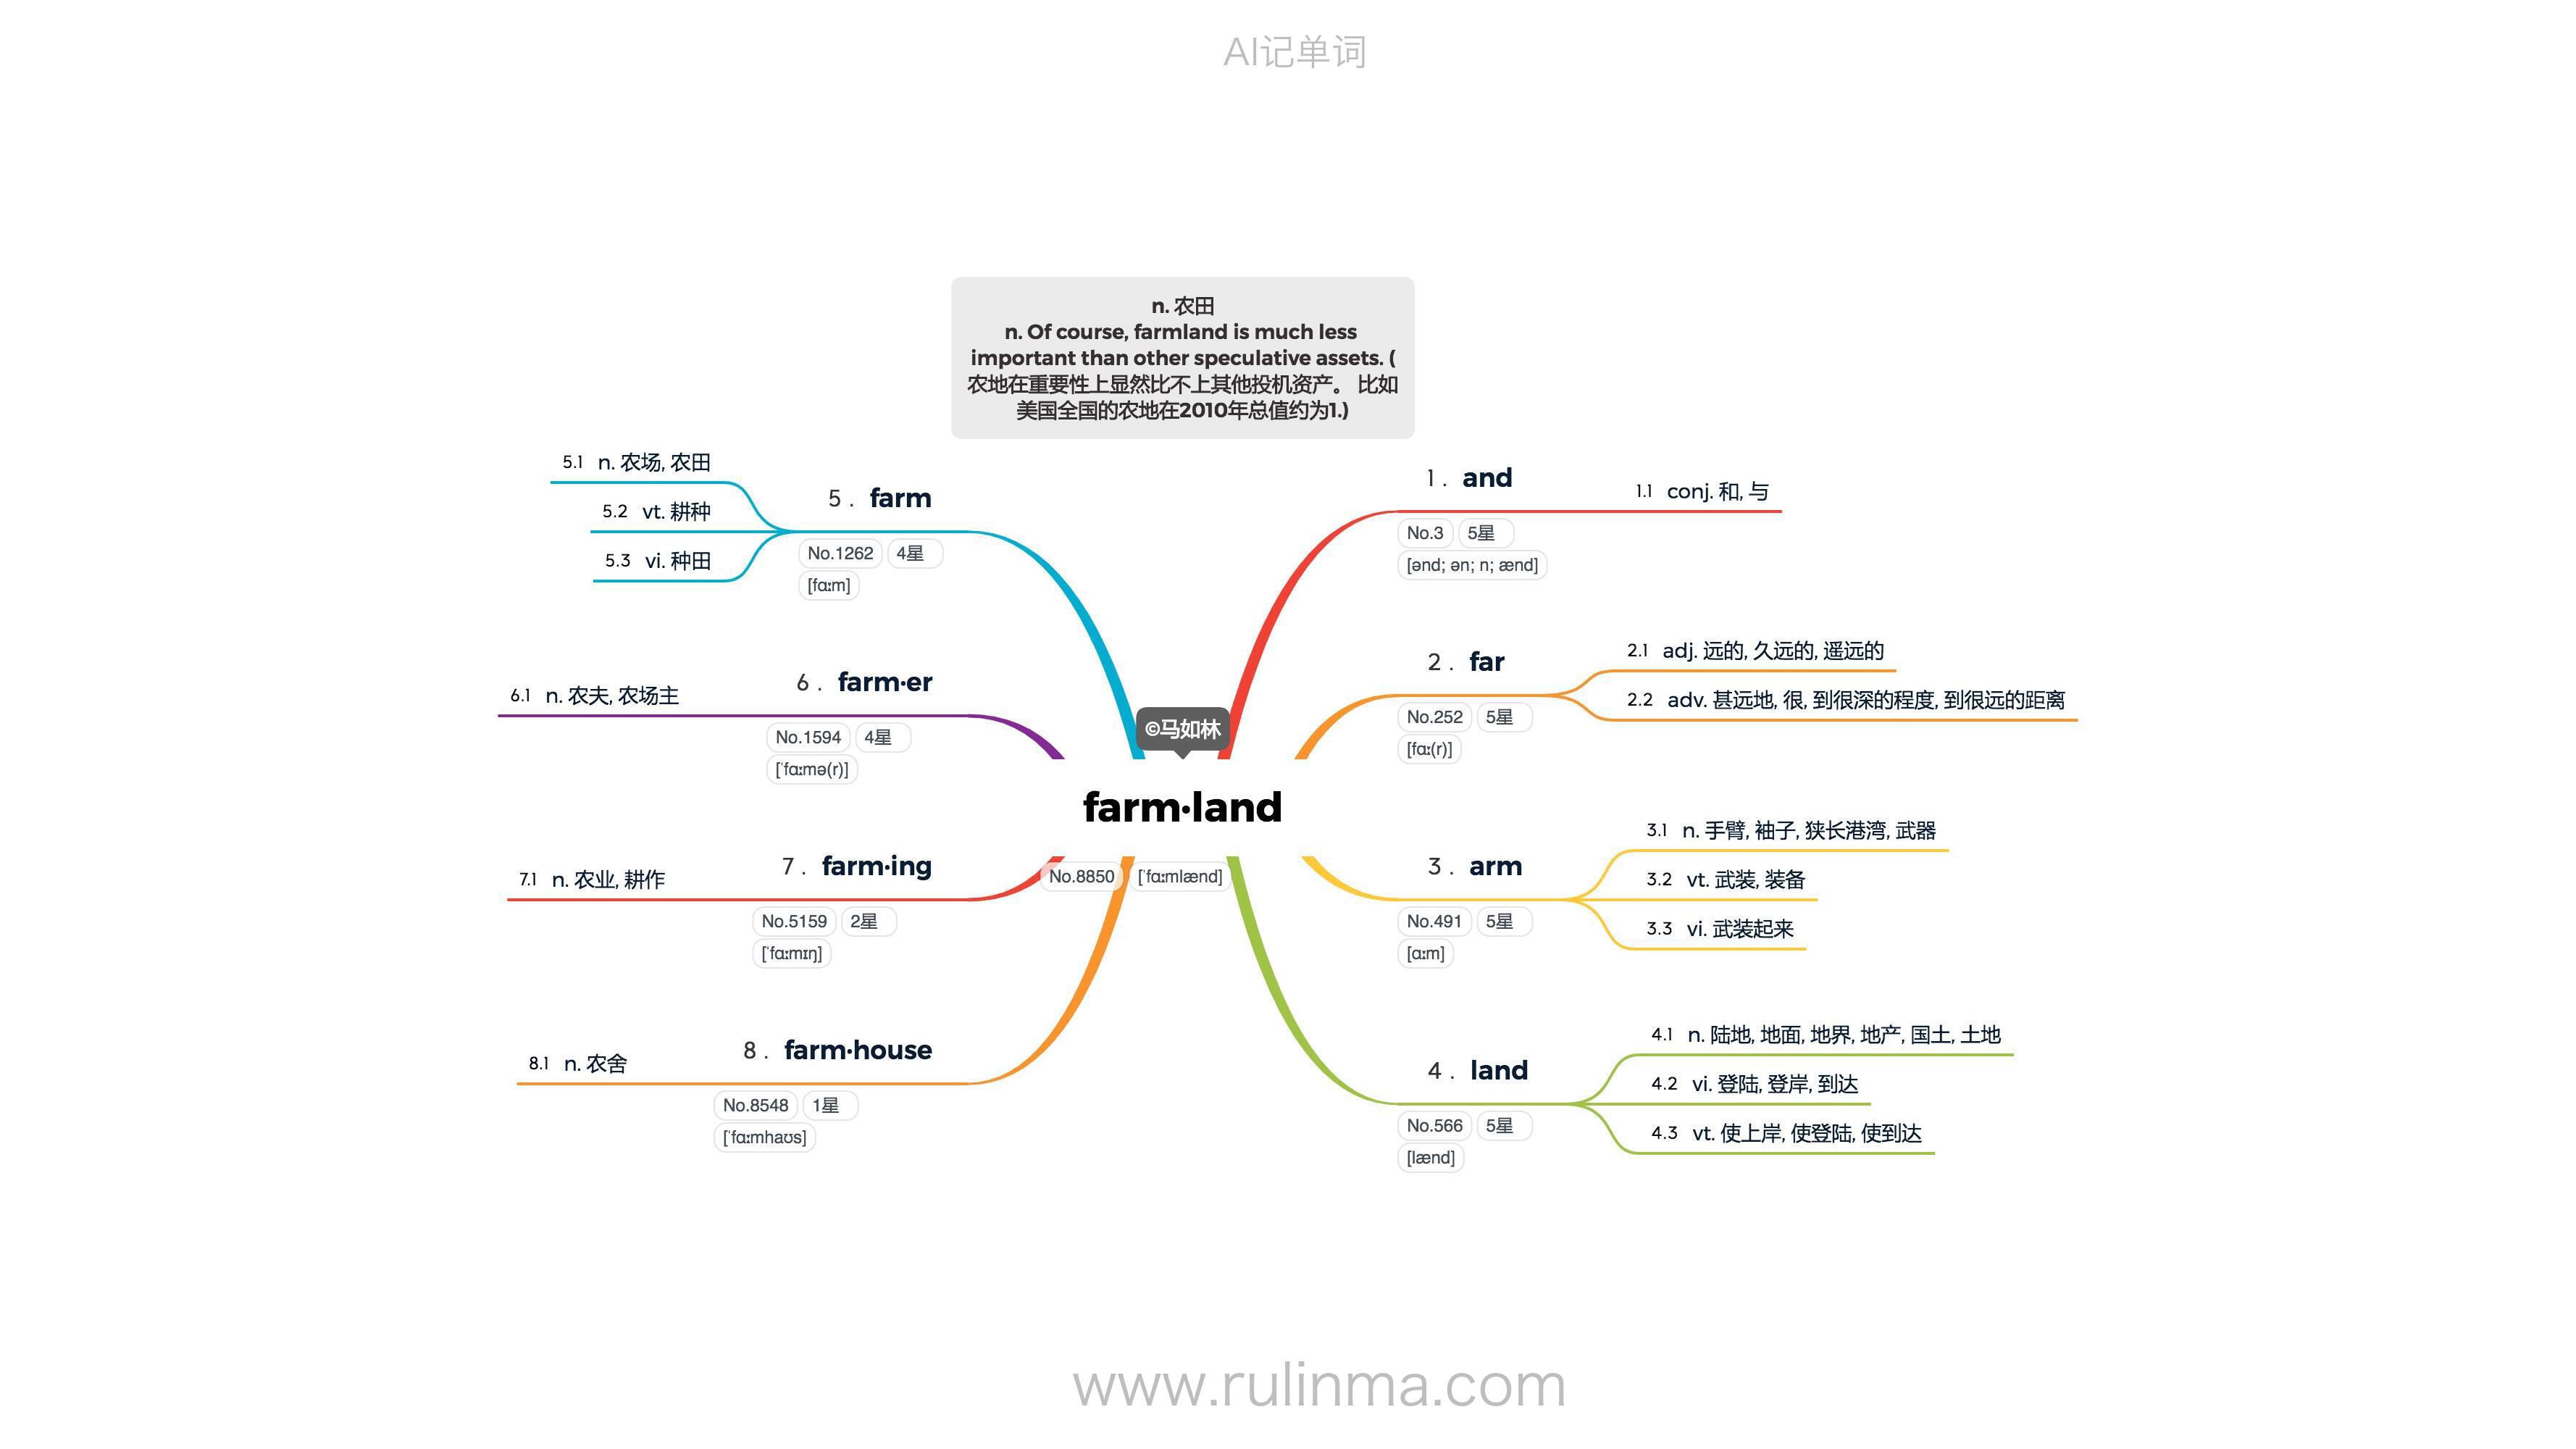 AI记单词
n. 农田
n. Of course, farmland is much less
important than other speculative assets. (
农地在重要性上显然比不上其他投机资产。 比如
美国全国的农地在2010年总值约为1.)
©马如林
farm·land
No.8850 [ˈfɑːmlænd]
1 . and
No.3 5星
[ənd; ən; n; ænd]
1.1 conj. 和, 与
2 . far
No.252 5星
[fɑː(r)]
2.1 adj. 远的, 久远的, 遥远的
2.2 adv. 甚远地, 很, 到很深的程度, 到很远的距离
3 . arm
No.491 5星
[ɑːm]
3.1 n. 手臂, 袖子, 狭长港湾, 武器
3.2 vt. 武装, 装备
3.3 vi. 武装起来
4 . land
No.566 5星
[lænd]
4.1 n. 陆地, 地面, 地界, 地产, 国土, 土地
4.2 vi. 登陆, 登岸, 到达
4.3 vt. 使上岸, 使登陆, 使到达
5 . farm
No.1262 4星
[fɑːm]
5.1 n. 农场, 农田
5.2 vt. 耕种
5.3 vi. 种田
6 . farm·er
No.1594 4星
[ˈfɑːmə(r)]
6.1 n. 农夫, 农场主
7 . farm·ing
No.5159 2星
[ˈfɑːmɪŋ]
7.1 n. 农业, 耕作
8 . farm·house
No.8548 1星
[ˈfɑːmhaʊs]
8.1 n. 农舍
www.rulinma.com